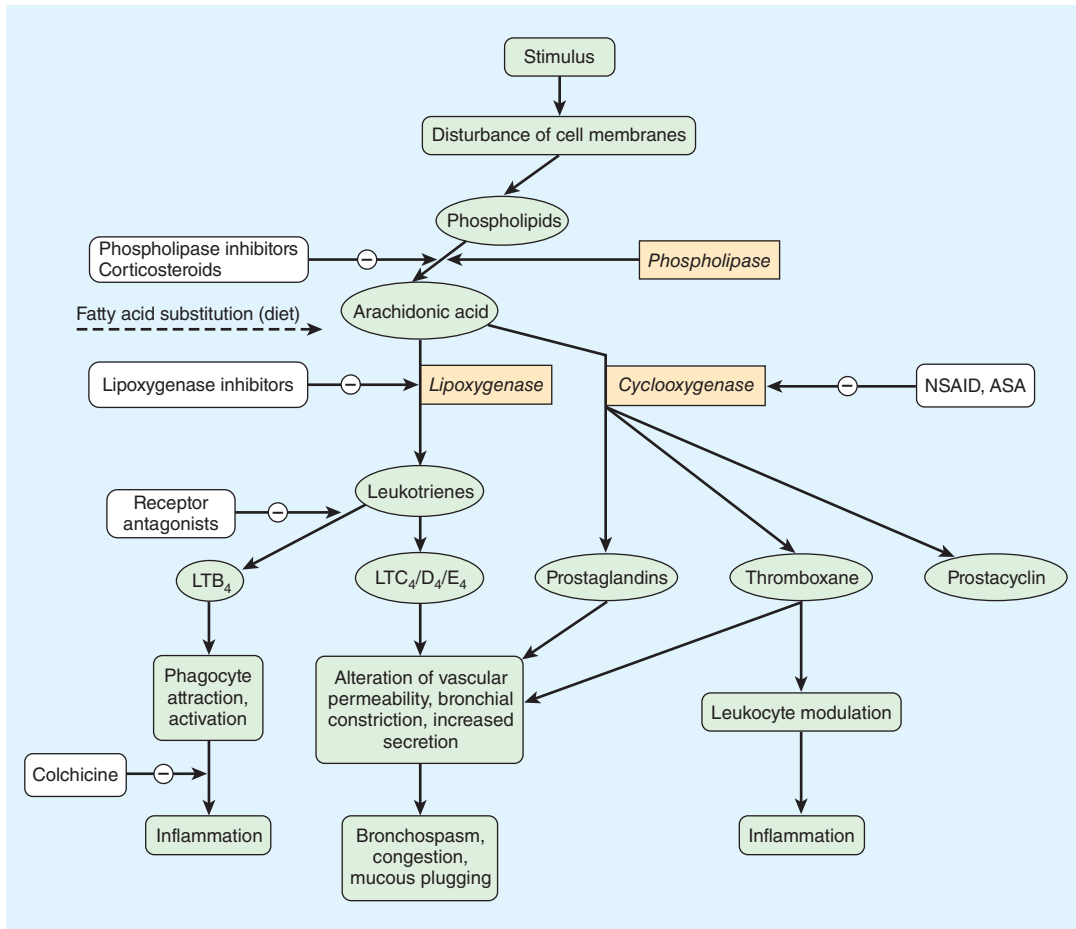 Stimulus
Disturbance of cell membranes
Phospholipids
Phospholipase inhibitors
Corticosteroids
−
Phospholipase
Arachidonic acid
Fatty acid substitution (diet)
Lipoxygenase inhibitors
−
Lipoxygenase
Cyclooxygenase
−
NSAID, ASA
Leukotrienes
Receptor
antagonists
−
LTB₄
LTC₄/D₄/E₄
Prostaglandins
Thromboxane
Prostacyclin
Phagocyte
attraction,
activation
Alteration of vascular
permeability, bronchial
constriction, increased
secretion
Leukocyte modulation
Colchicine
−
Inflammation
Bronchospasm,
congestion,
mucous plugging
Inflammation